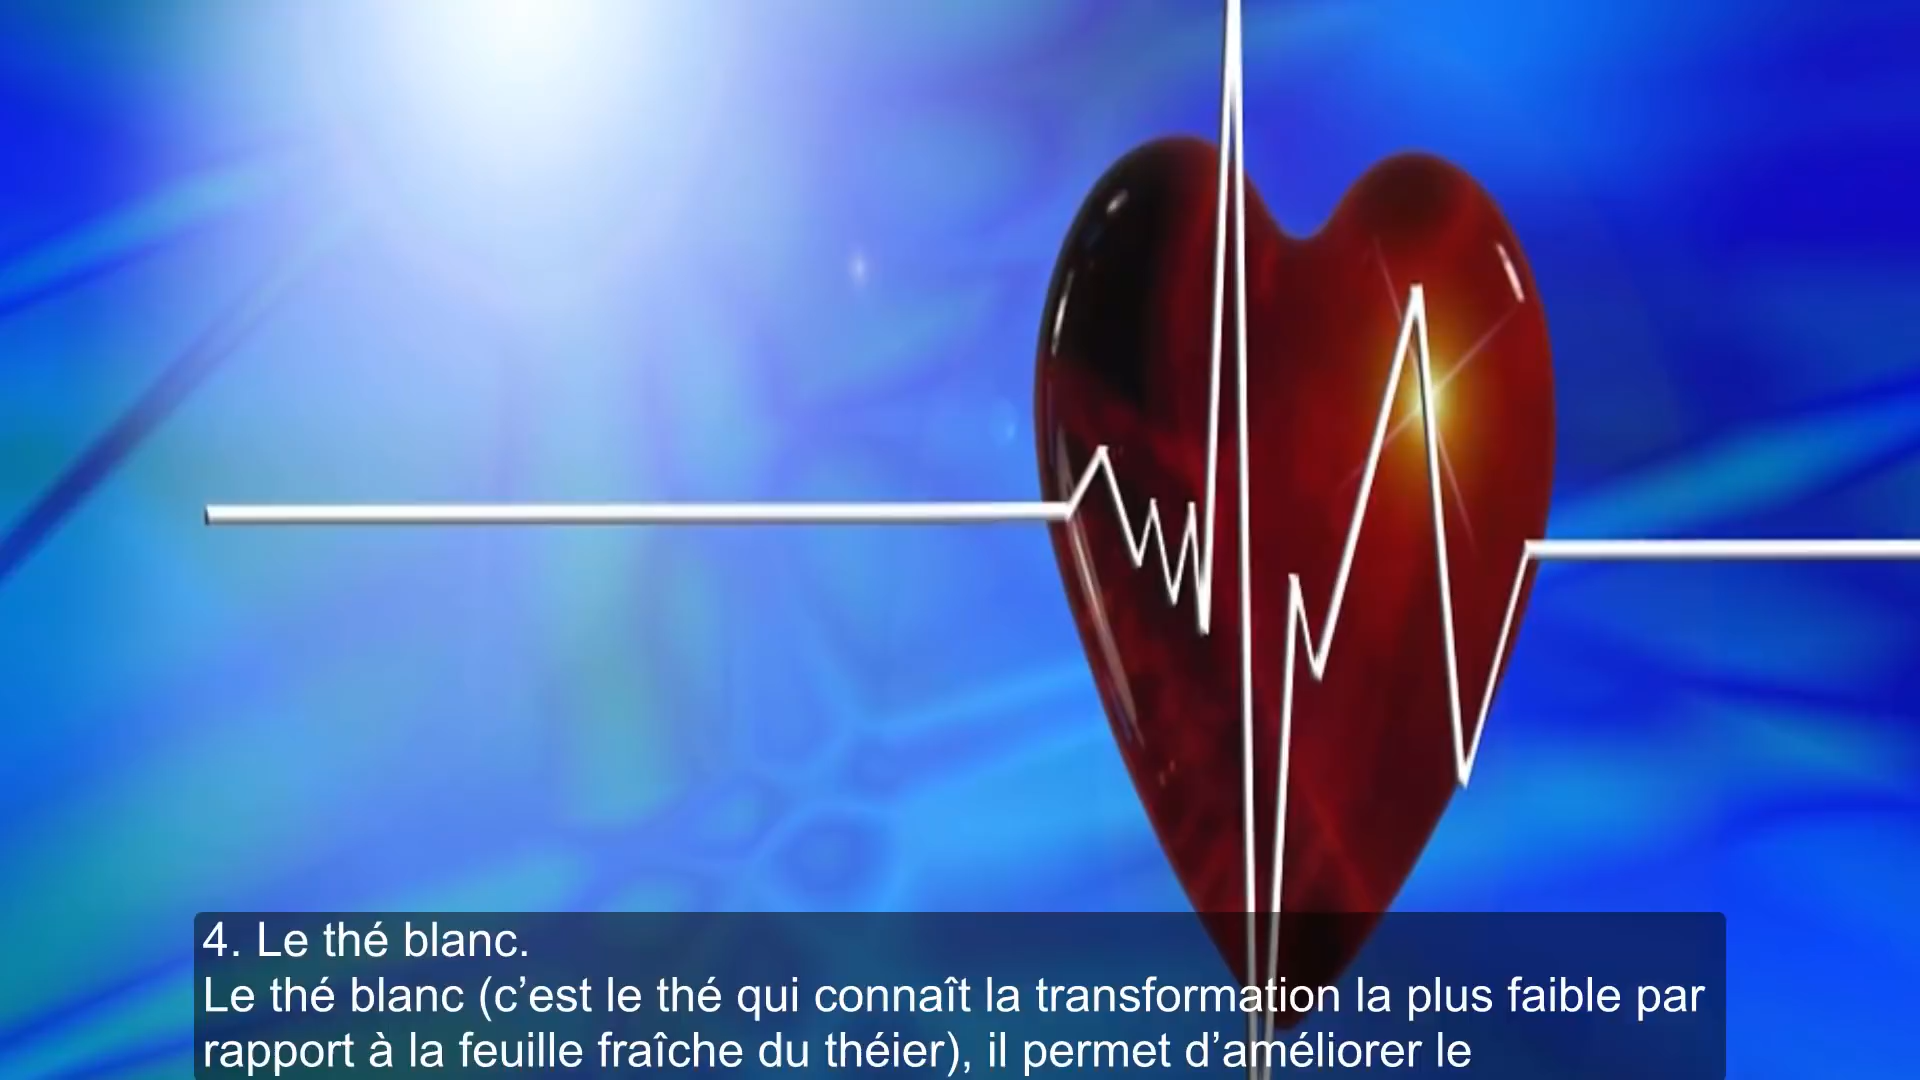 4. Le thé blanc.
Le thé blanc (c’est le thé qui connaît la transformation la plus faible par
rapport à la feuille fraîche du théier), il permet d’améliorer le